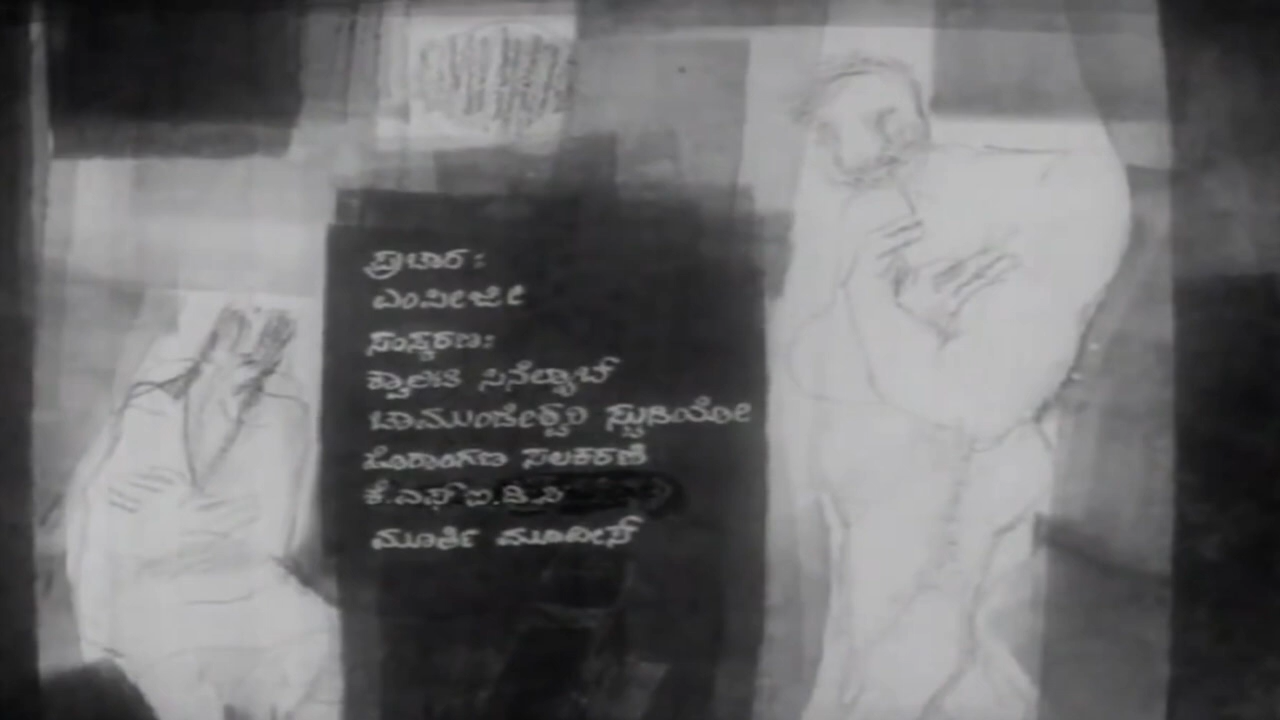 ಪ್ರಚಾರ:
ಎಂವೀಜೀ
ಸಂಸ್ಕರಣ:
ಕ್ವಾಲಿಟಿ ಸಿನೆಲ್ಯಾಬ್
ಚಾಮುಂಡೇಶ್ವರಿ ಸ್ಟುಡಿಯೋ
ಹೊರಾಂಗಣ ಸಲಕರಣೆ
ಕೆ.ಎಫ್.ಐ.ಡಿ.ಸಿ
ಮೂರ್ತಿ ಮೂವೀಸ್